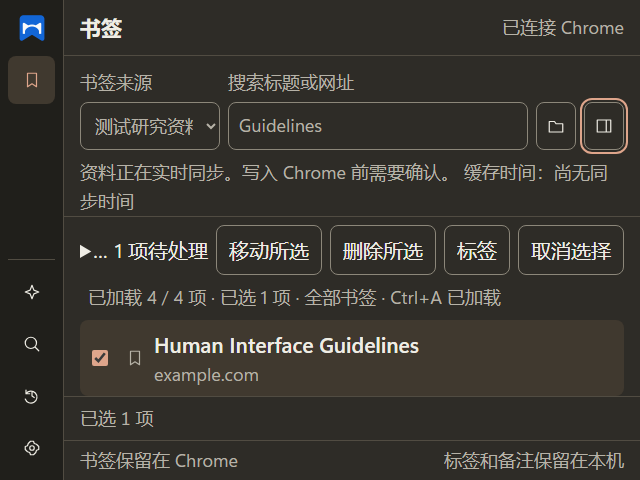 书签
已连接 Chrome
书签来源
搜索标题或网址
测试研究资料
Guidelines
资料正在实时同步。写入 Chrome 前需要确认。 缓存时间：尚无同
步时间
▶... 1 项待处理
移动所选
删除所选
标签
取消选择
已加载 4 / 4 项 · 已选 1 项 · 全部书签 · Ctrl+A 已加载
Human Interface Guidelines
example.com
已选 1 项
书签保留在 Chrome
标签和备注保留在本机